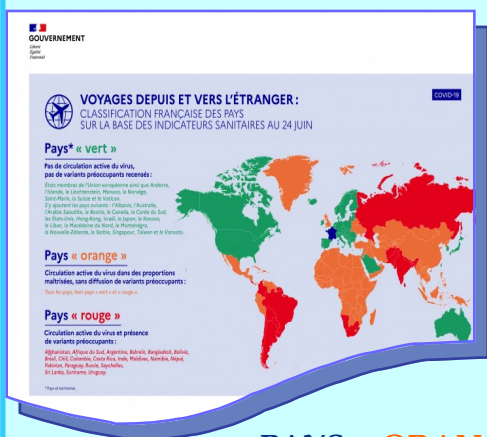 GOUVERNEMENT
Liberté
Égalité
Fraternité
COVID-19
VOYAGES DEPUIS ET VERS L'ÉTRANGER :
CLASSIFICATION FRANÇAISE DES PAYS
SUR LA BASE DES INDICATEURS SANITAIRES AU 24 JUIN
Pays* « vert »
Pas de circulation active du virus,
pas de variants préoccupants recensés :
États membres de l'Union européenne ainsi que Andorre,
l'Islande, le Liechtenstein, Monaco, la Norvège,
Saint-Marin, la Suisse et le Vatican.
S'y ajoutent les pays suivants : l'Albanie, l'Australie,
l'Arabie Saoudite, la Bosnie, le Canada, la Corée du Sud,
les États-Unis, Hong-Kong, Israël, le Japon, le Kosovo,
le Liban, la Macédoine du Nord, le Monténégro,
la Nouvelle Zélande, la Serbie, Singapour, Taïwan et le Vanuatu.
Pays « orange »
Circulation active du virus dans des proportions
maîtrisées, sans diffusion de variants préoccupants :
Tous les pays, hors pays « vert » et « rouge ».
Pays « rouge »
Circulation active du virus et présence
de variants préoccupants :
Afghanistan, Afrique du Sud, Argentine, Bahreïn, Bangladesh, Bolivie,
Brésil, Chili, Colombie, Costa Rica, Inde, Maldives, Namibie, Népal,
Pakistan, Paraguay, Russie, Seychelles,
Sri Lanka, Suriname, Uruguay.
* Pays et territoires.